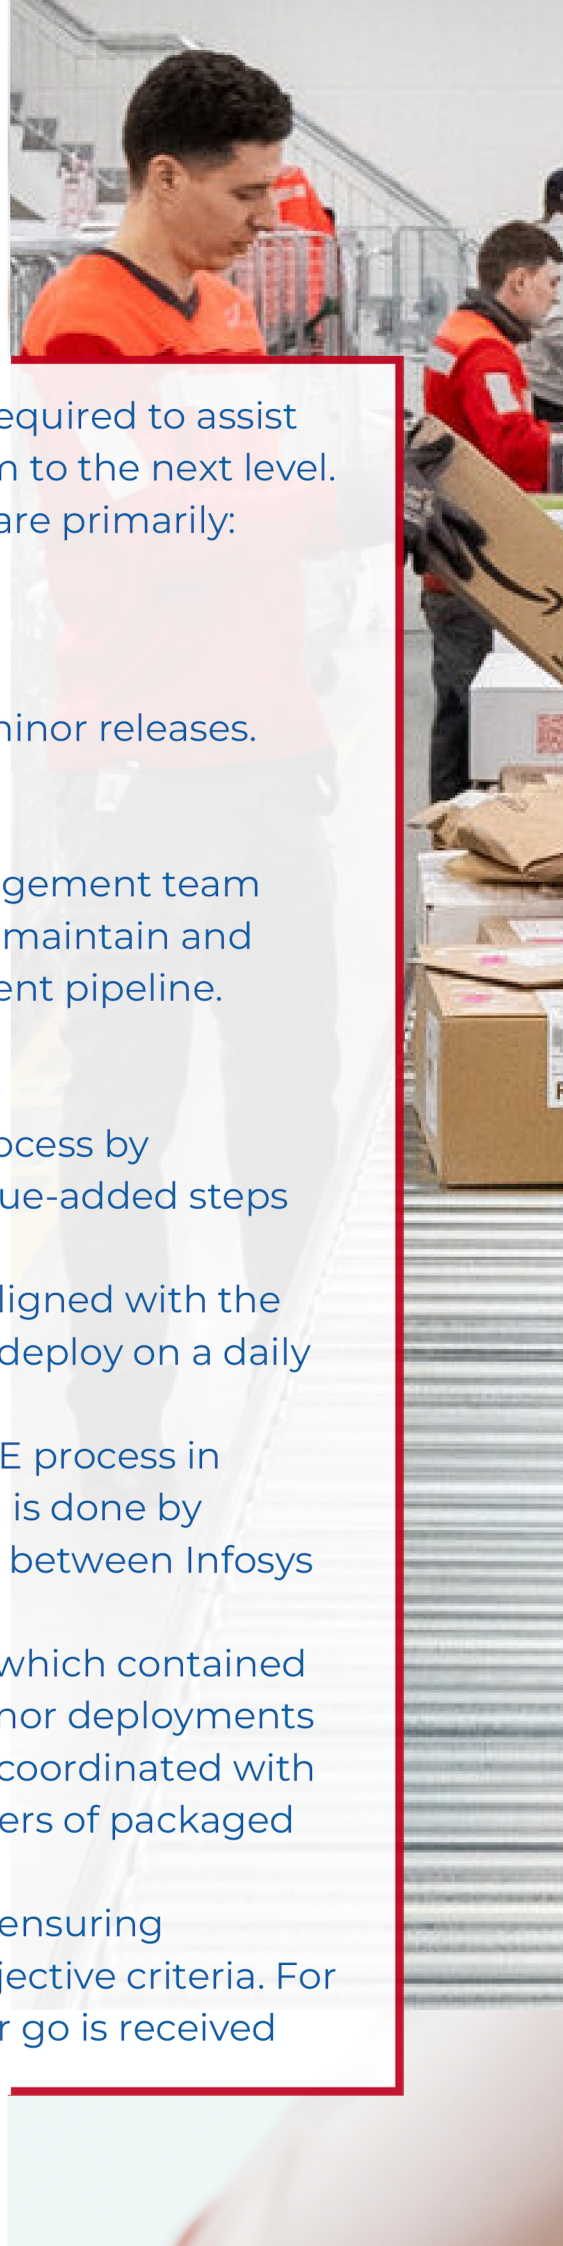 equired to assist
m to the next level.
are primarily:
ninor releases.
gement team
maintain and
ent pipeline.
ocess by
ue-added steps
ligned with the
deploy on a daily
E process in
is done by
between Infosys
which contained
nor deployments
coordinated with
ers of packaged
ensuring
jective criteria. For
r go is received